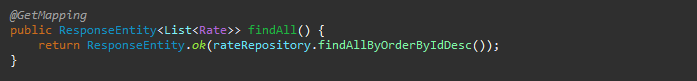 @GetMapping
public ResponseEntity<List<Rate>> findAll() {
    return ResponseEntity.ok(rateRepository.findAllByOrderByIdDesc());
}